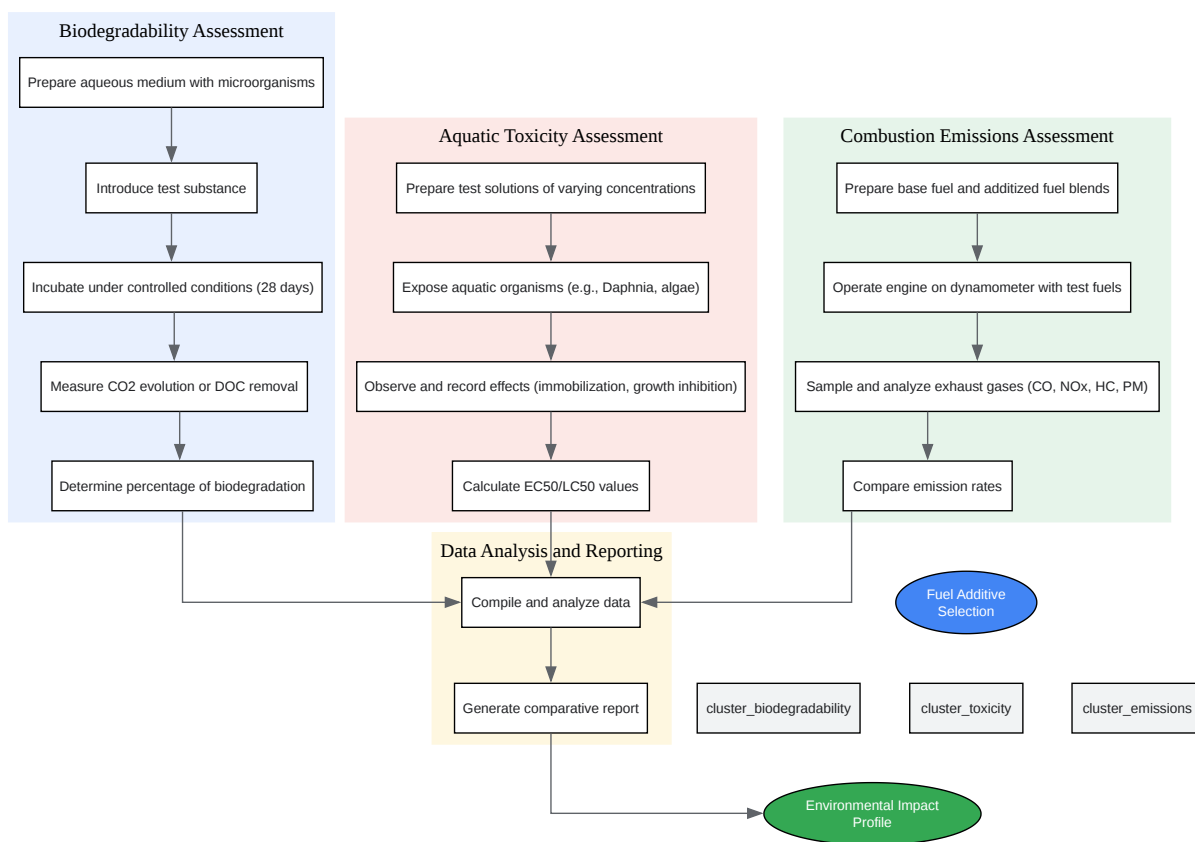 Biodegradability Assessment
Prepare aqueous medium with microorganisms
Introduce test substance
Incubate under controlled conditions (28 days)
Measure CO2 evolution or DOC removal
Determine percentage of biodegradation
Aquatic Toxicity Assessment
Prepare test solutions of varying concentrations
Expose aquatic organisms (e.g., Daphnia, algae)
Observe and record effects (immobilization, growth inhibition)
Calculate EC50/LC50 values
Combustion Emissions Assessment
Prepare base fuel and additized fuel blends
Operate engine on dynamometer with test fuels
Sample and analyze exhaust gases (CO, NOx, HC, PM)
Compare emission rates
Data Analysis and Reporting
Compile and analyze data
Generate comparative report
Fuel Additive
Selection
cluster_biodegradability
cluster_toxicity
cluster_emissions
Environmental Impact
Profile